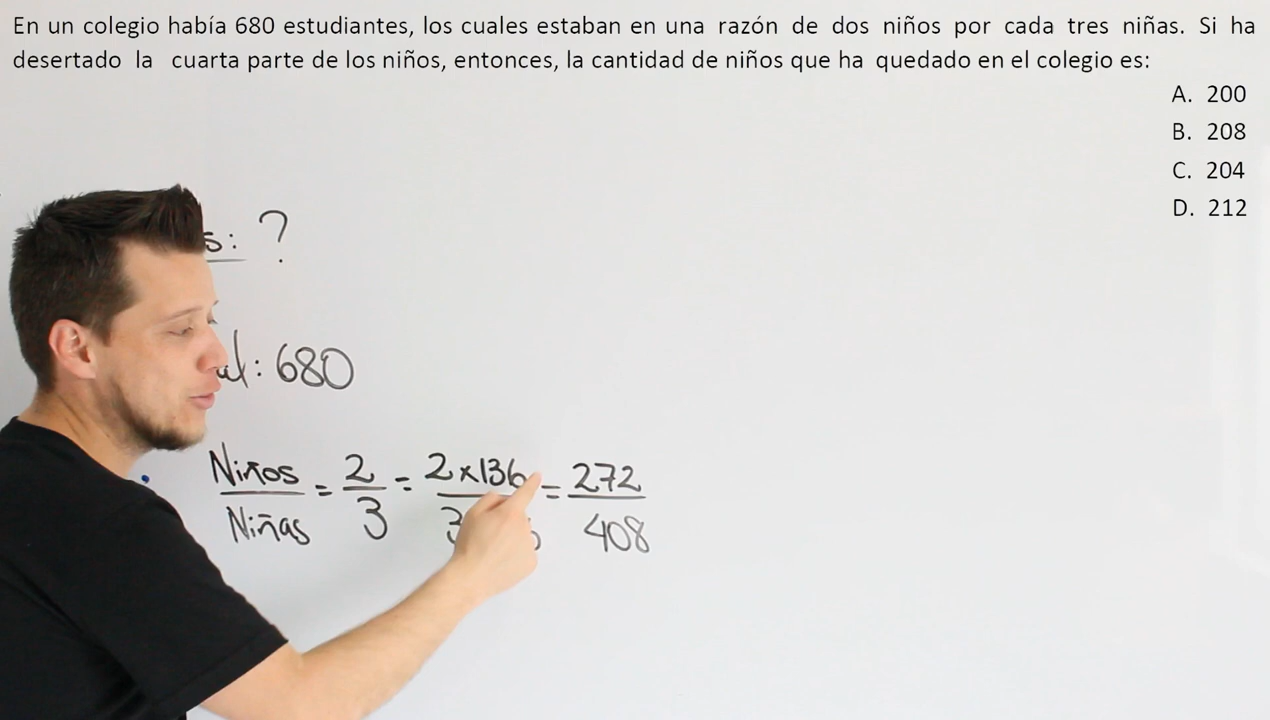 En un colegio había 680 estudiantes, los cuales estaban en una razón de dos niños por cada tres niñas. Si ha
desertado la cuarta parte de los niños, entonces, la cantidad de niños que ha quedado en el colegio es:
A. 200
B. 208
C. 204
D. 212
s: ?
al: 680
Niños = 2 = 2x136 = 272
Niñas 3 3 408